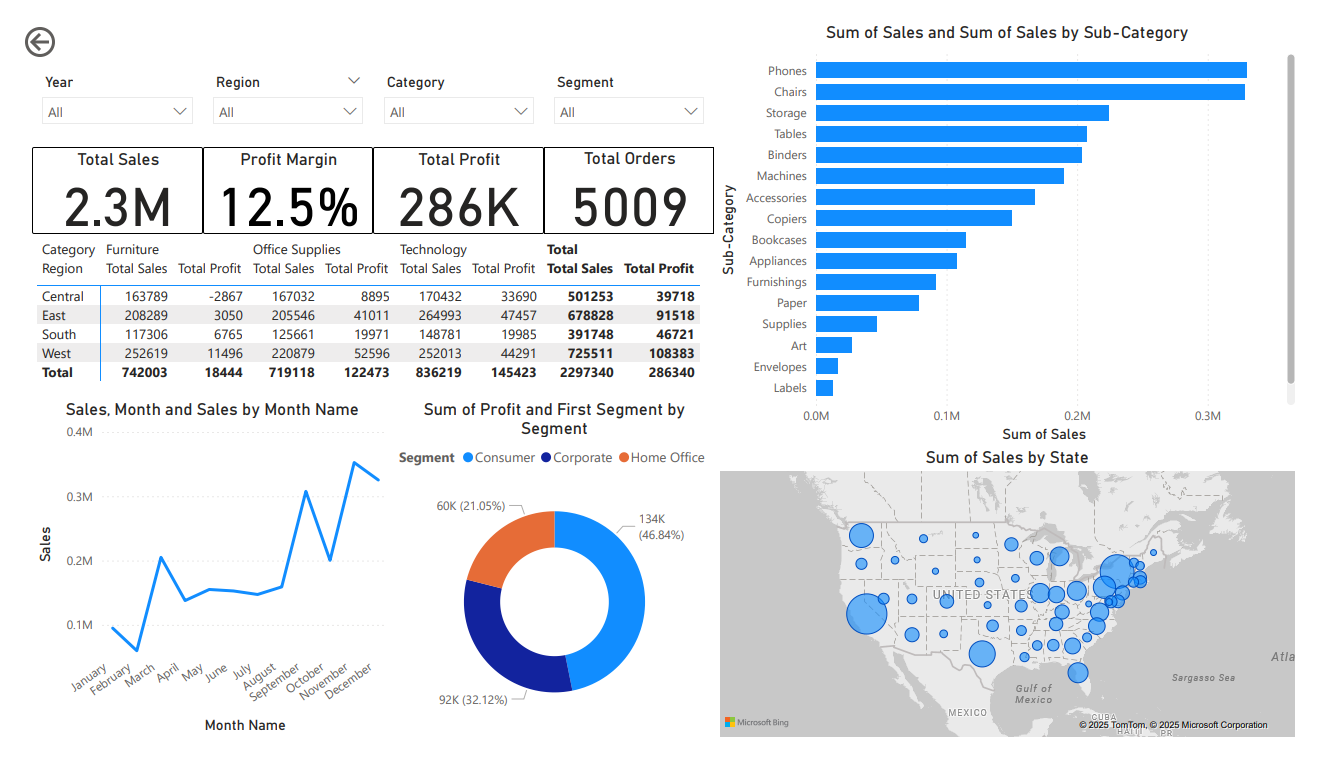 Year Region Category Segment
All All All All
Total Sales Profit Margin Total Profit Total Orders
2.3M 12.5% 286K 5009
Category Furniture Office Supplies Technology Total
Region Total Sales Total Profit Total Sales Total Profit Total Sales Total Profit Total Sales Total Profit
Central 163789 -2867 167032 8895 170432 33690 501253 39718
East 208289 3050 205546 41011 264993 47457 678828 91518
South 117306 6765 125661 19971 148781 19985 391748 46721
West 252619 11496 220879 52596 252013 44291 725511 108383
Total 742003 18444 719118 122473 836219 145423 2297340 286340
Sales, Month and Sales by Month Name
0.4M
0.3M
0.2M
0.1M
Sales
January
February
March
April
May
June
July
August
September
October
November
December
Month Name
Sum of Profit and First Segment by
Segment
Segment Consumer Corporate Home Office
60K (21.05%)
134K
(46.84%)
92K (32.12%)
Sum of Sales and Sum of Sales by Sub-Category
Sub-Category
Phones
Chairs
Storage
Tables
Binders
Machines
Accessories
Copiers
Bookcases
Appliances
Furnishings
Paper
Supplies
Art
Envelopes
Labels
0.0M 0.1M 0.2M 0.3M
Sum of Sales
Sum of Sales by State
UNITED STATES
Atla
Sargasso Sea
Gulf of
Mexico
MEXICO
CUBA
HAITI PR
Microsoft Bing
© 2025 TomTom, © 2025 Microsoft Corporation